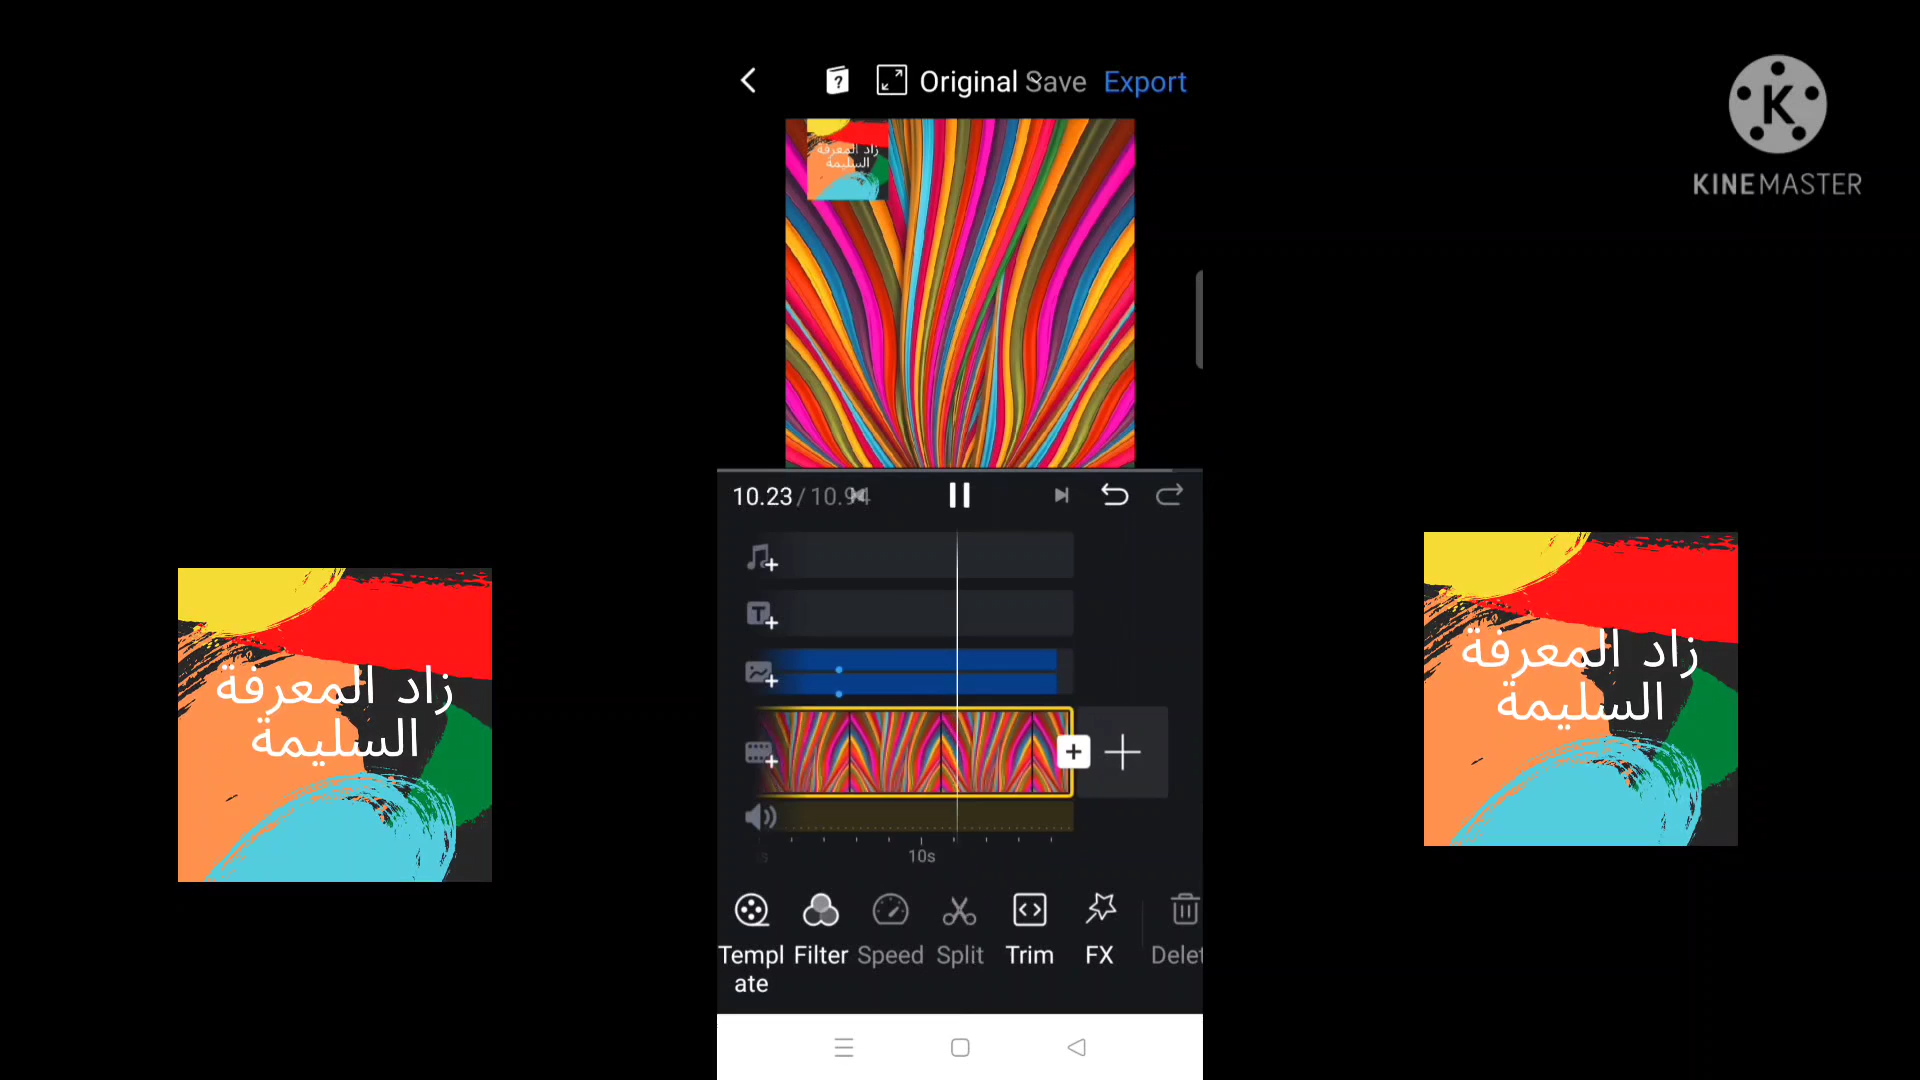 Original Save Export
KINEMASTER
زاد المعرفة
السليمة
10.23 / 10.94
زاد المعرفة
السليمة
زاد المعرفة
السليمة
10s
Templ
ate
Filter
Speed
Split
Trim
FX
Delet